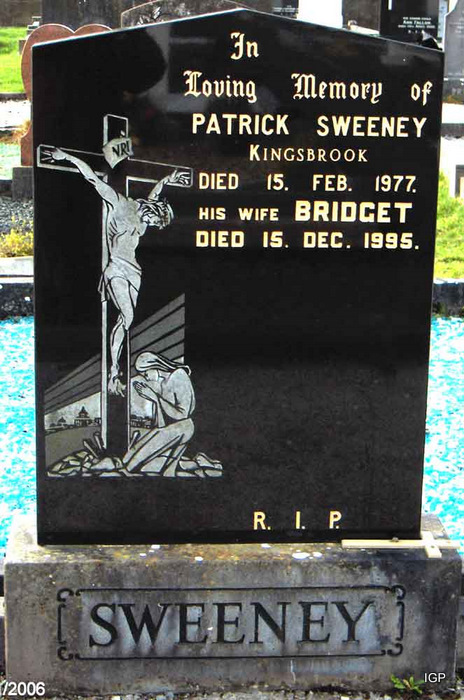 In
Loving Memory of
PATRICK SWEENEY
KINGSBROOK
DIED 15. FEB. 1977.
HIS WIFE BRIDGET
DIED 15. DEC. 1995.
R. I. P.
SWEENEY
/2006
IGP